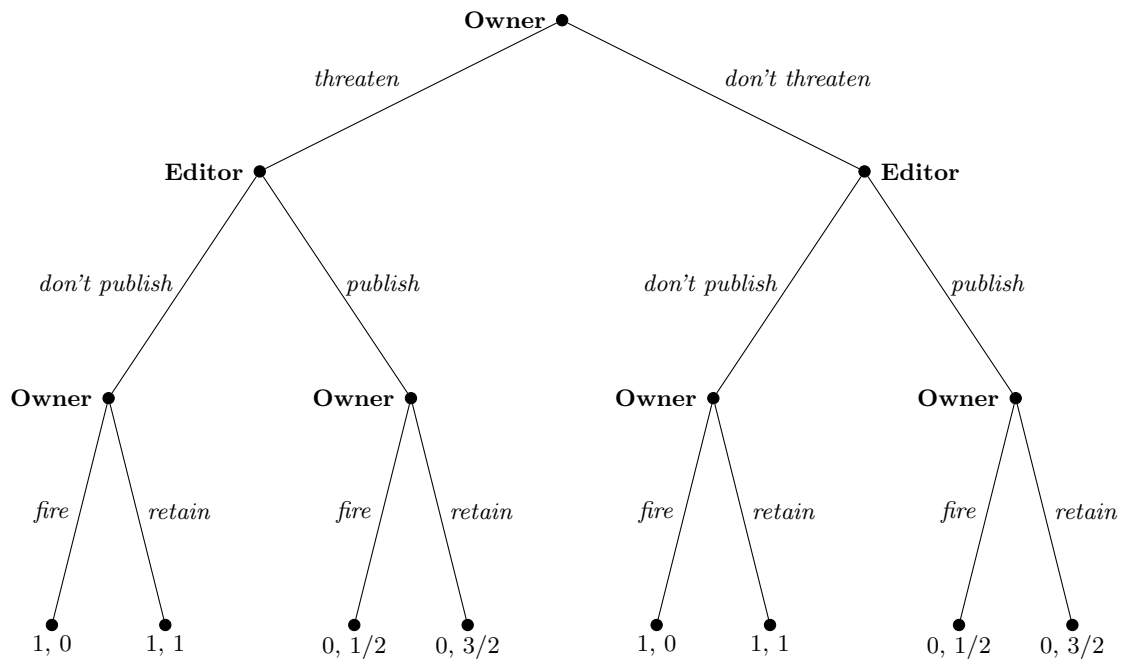 Owner
threaten
don't threaten
Editor
Editor
don't publish
publish
don't publish
publish
Owner
Owner
Owner
Owner
fire
retain
fire
retain
fire
retain
fire
retain
1, 0
1, 1
0, 1/2
0, 3/2
1, 0
1, 1
0, 1/2
0, 3/2